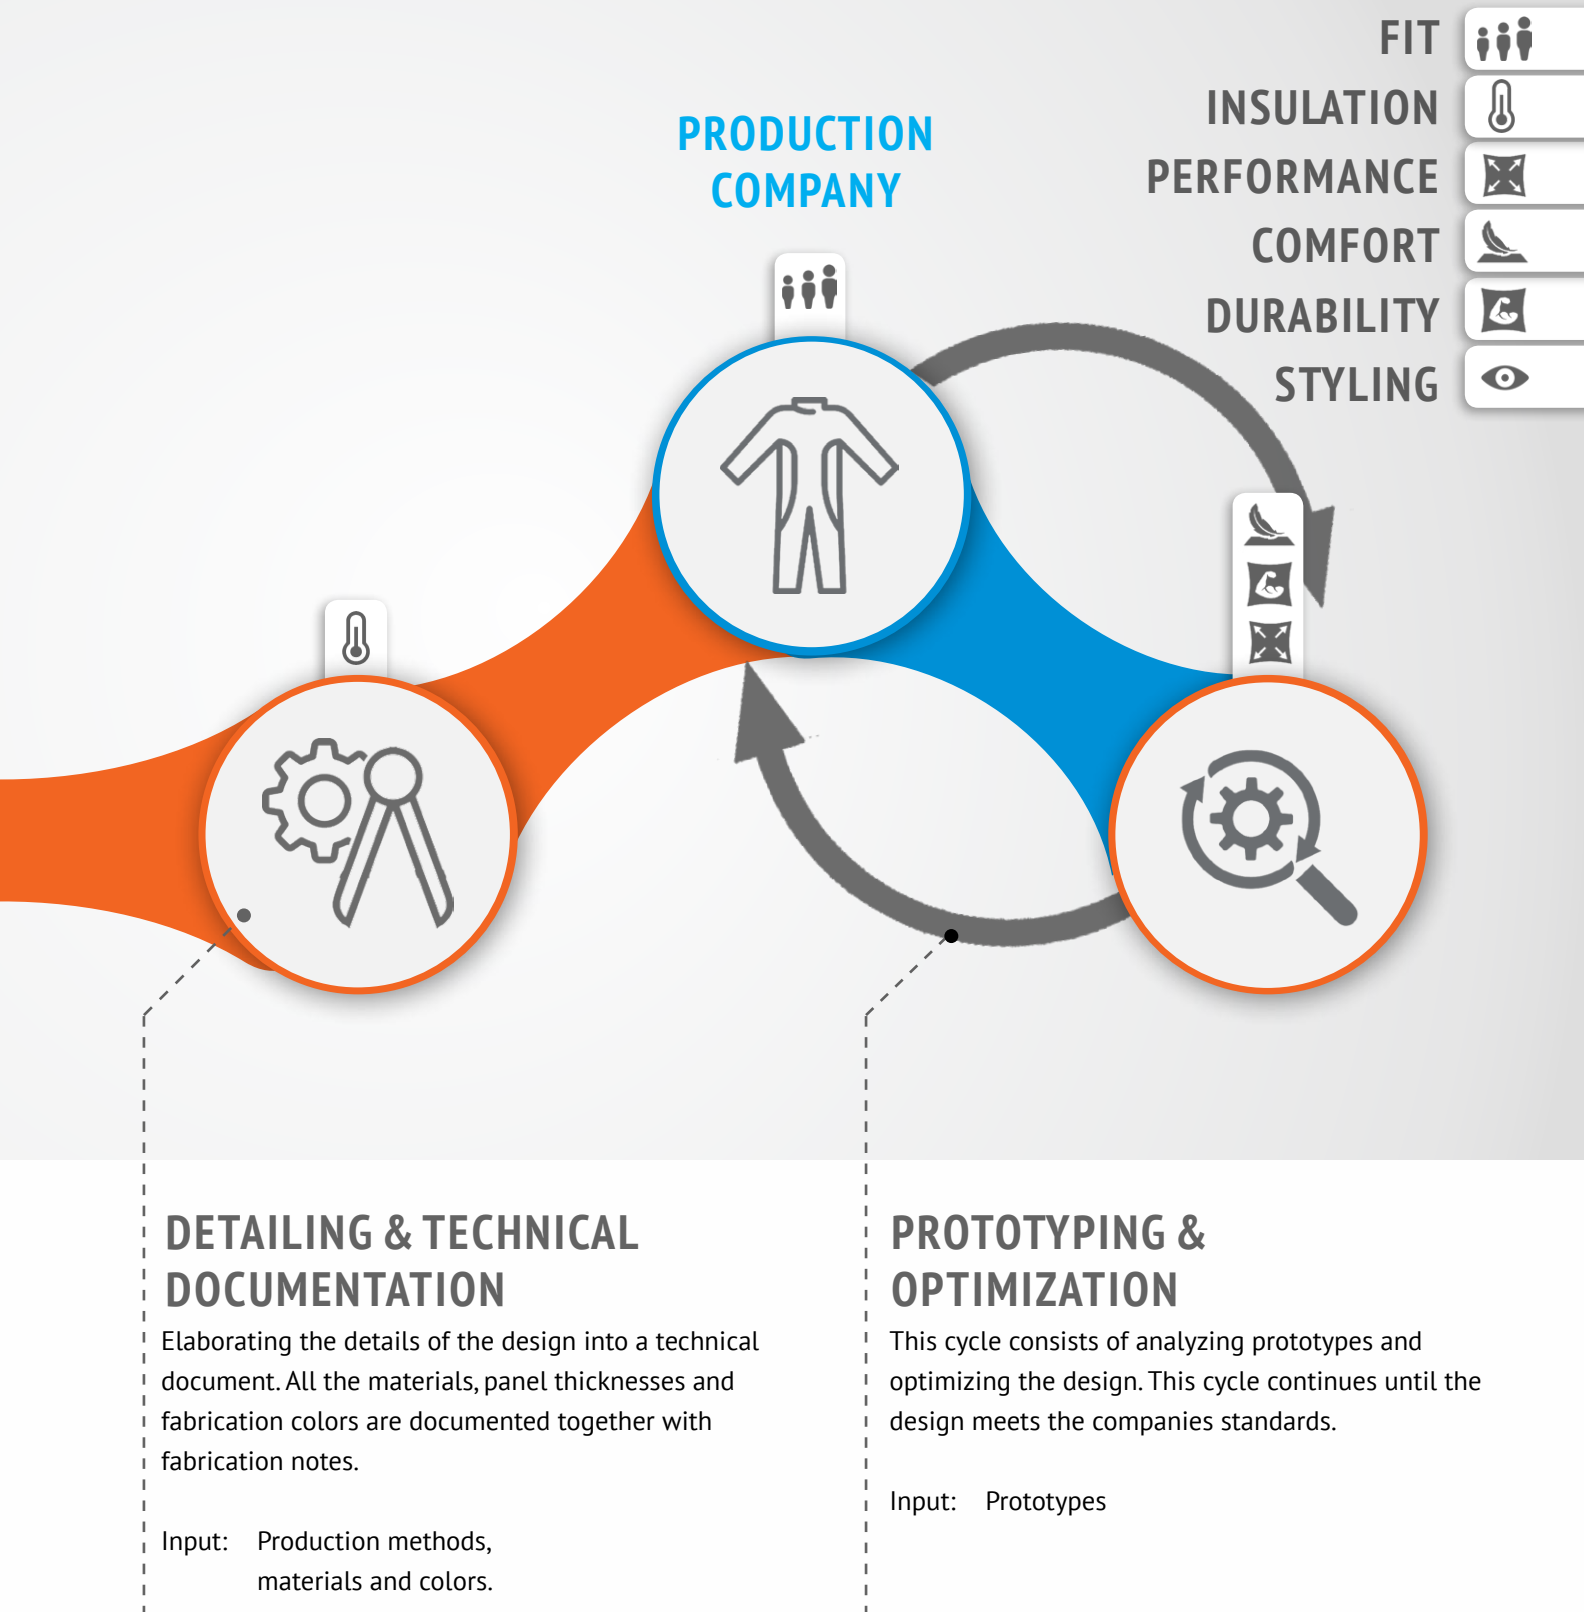 FIT
INSULATION
PERFORMANCE
COMFORT
DURABILITY
STYLING
PRODUCTION
COMPANY
DETAILING & TECHNICAL
DOCUMENTATION
Elaborating the details of the design into a technical
document. All the materials, panel thicknesses and
fabrication colors are documented together with
fabrication notes.
Input: Production methods,
materials and colors.
PROTOTYPING &
OPTIMIZATION
This cycle consists of analyzing prototypes and
optimizing the design. This cycle continues until the
design meets the companies standards.
Input: Prototypes